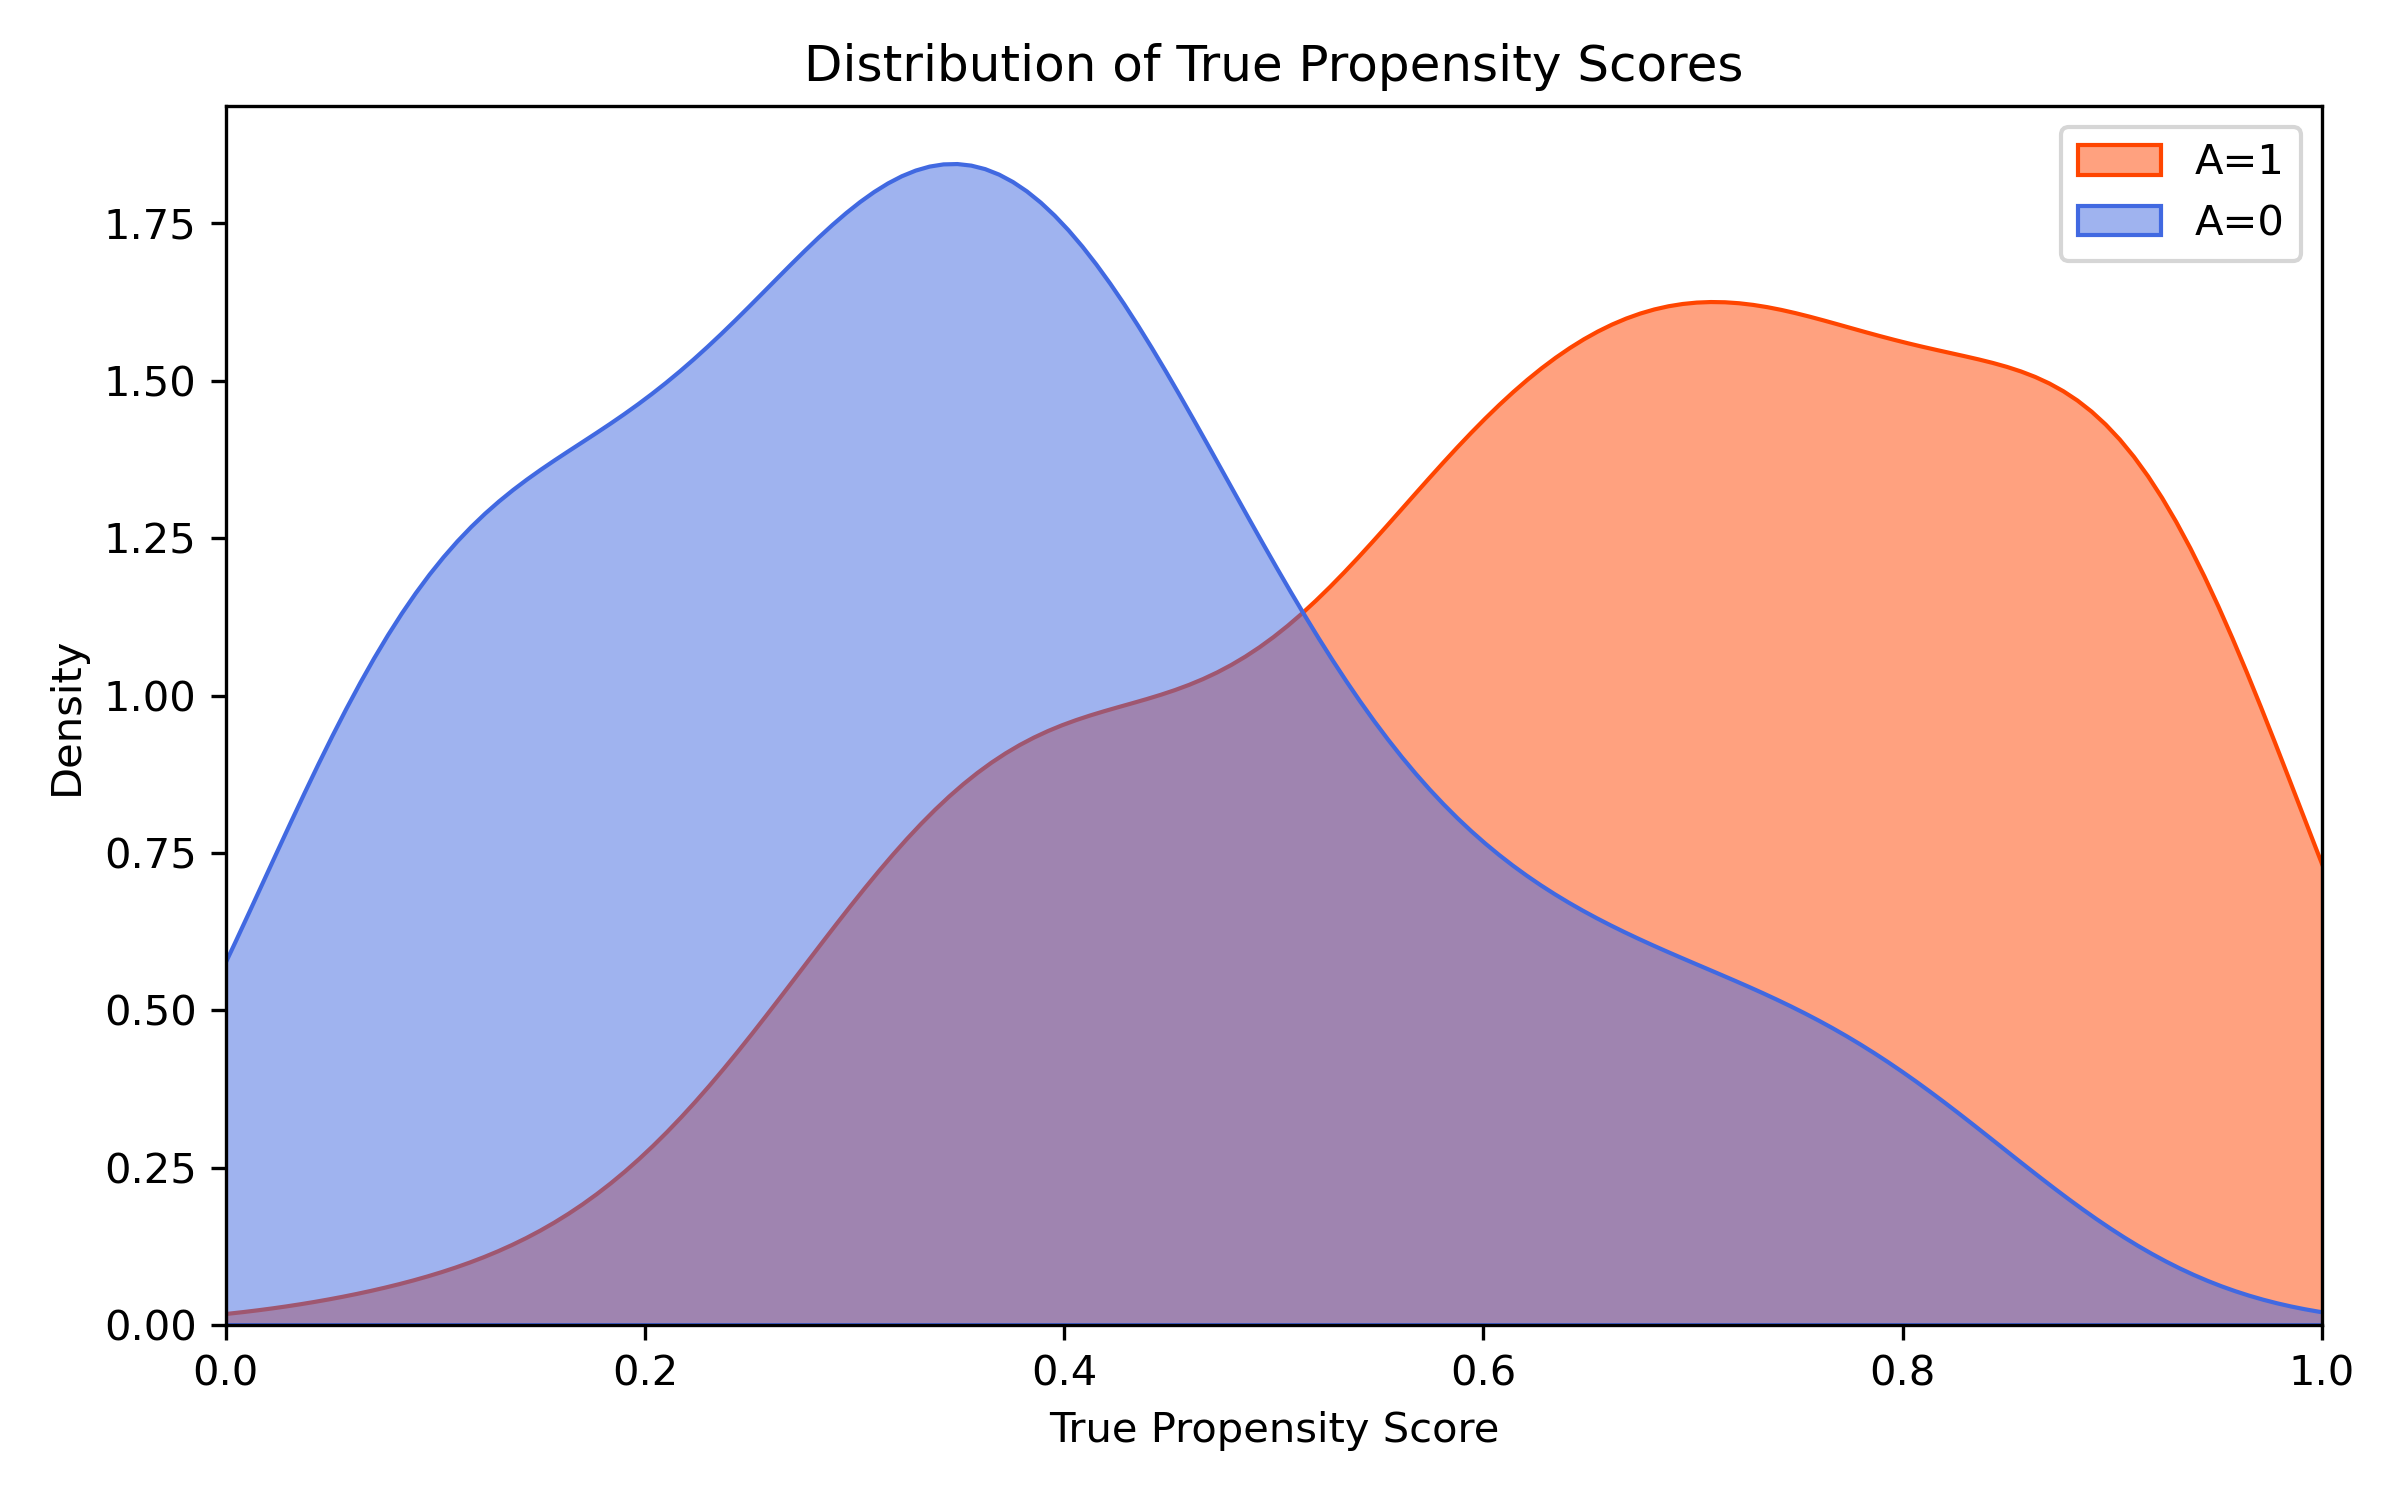 Distribution of True Propensity Scores
A=1
A=0
Density
1.75
1.50
1.25
1.00
0.75
0.50
0.25
0.00
0.0 0.2 0.4 0.6 0.8 1.0
True Propensity Score